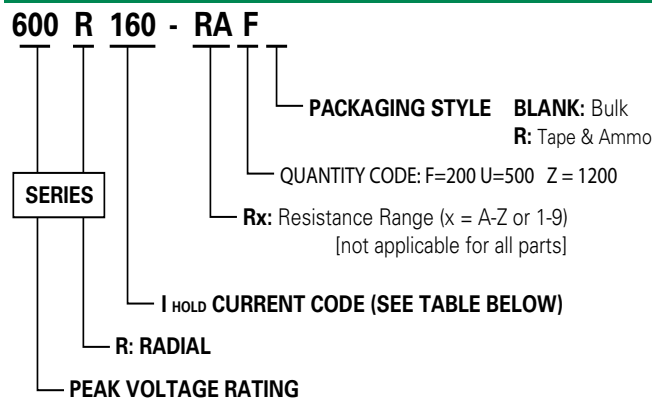 600 R 160 - RA F
PACKAGING STYLE BLANK: Bulk
R: Tape & Ammo
QUANTITY CODE: F=200 U=500 Z = 1200
SERIES
Rx: Resistance Range (x = A-Z or 1-9)
[not applicable for all parts]
I HOLD CURRENT CODE (SEE TABLE BELOW)
R: RADIAL
PEAK VOLTAGE RATING